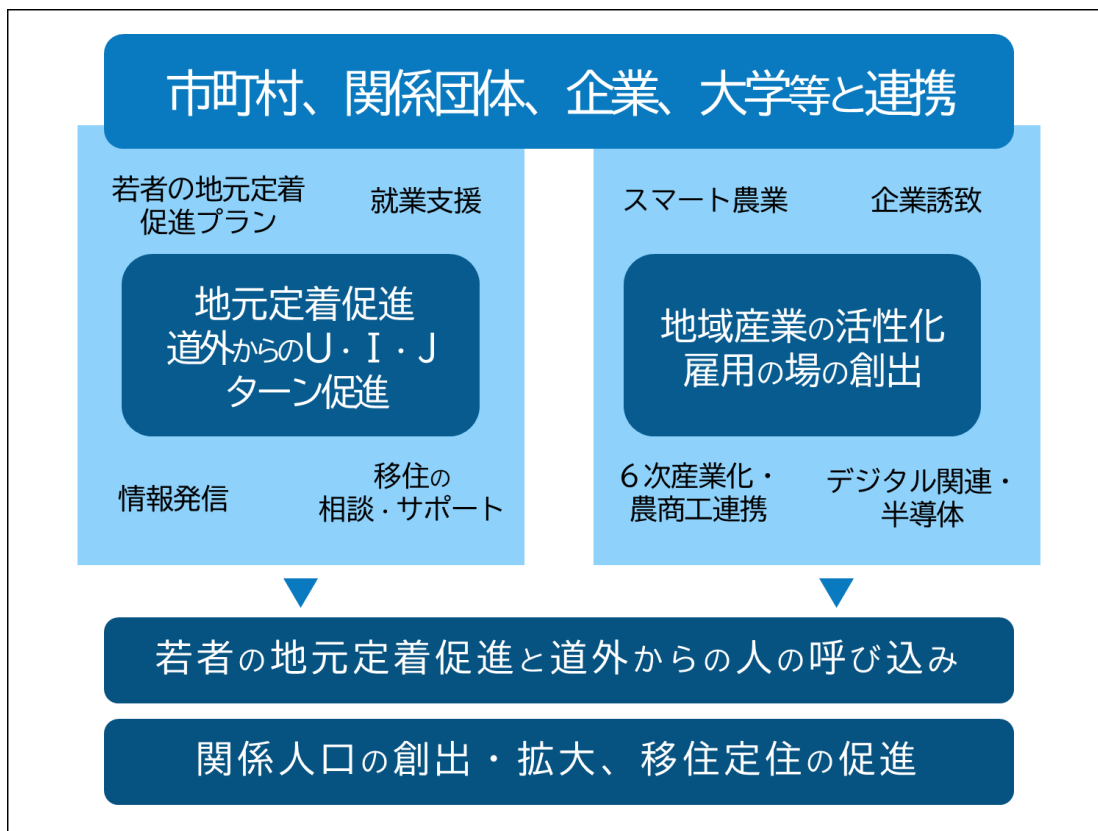 市町村、関係団体、企業、大学等と連携
若者の地元定着
促進プラン
就業支援
地元定着促進
道外からのU・I・J
ターン促進
情報発信
移住の
相談・サポート
スマート農業
企業誘致
地域産業の活性化
雇用の場の創出
6次産業化・
農商工連携
デジタル関連・
半導体
若者の地元定着促進と道外からの人の呼び込み
関係人口の創出・拡大、移住定住の促進